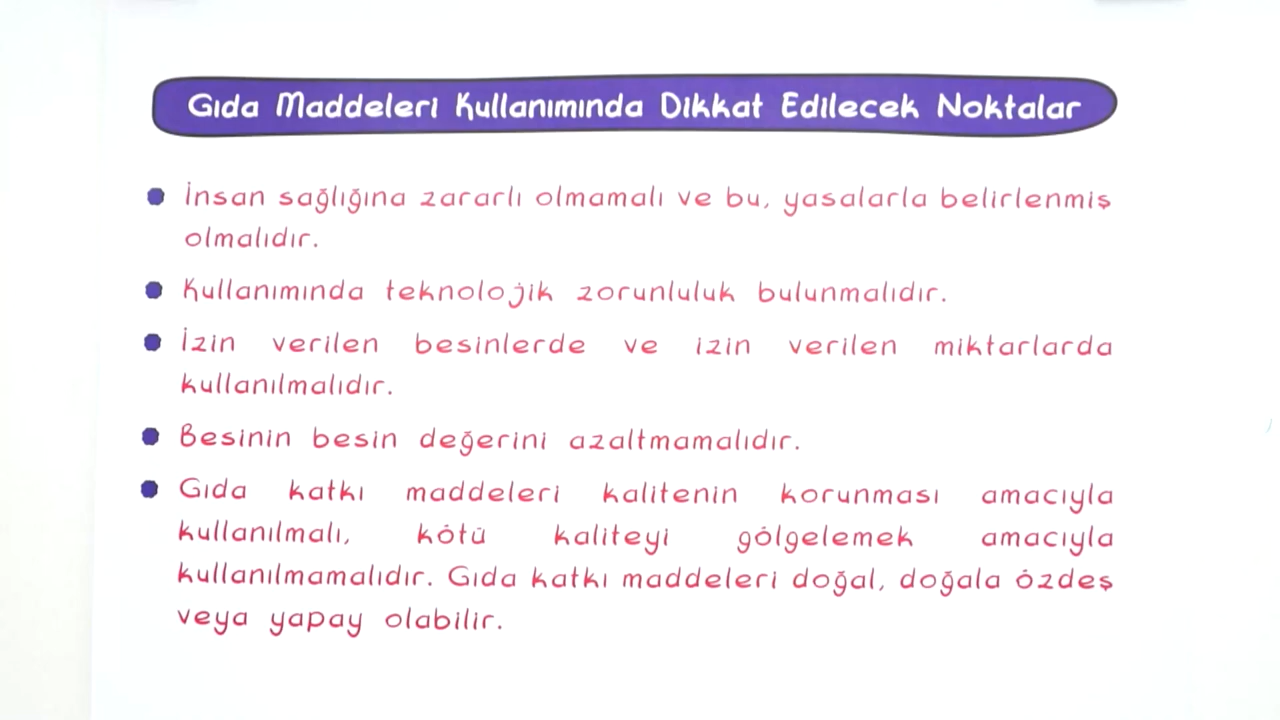 Gıda Maddeleri Kullanımında Dikkat Edilecek Noktalar
İnsan sağlığına zararlı olmamalı ve bu, yasalarla belirlenmiş
olmalıdır.
Kullanımında teknolojik zorunluluk bulunmalıdır.
İzin verilen besinlerde ve izin verilen miktarlarda
kullanılmalıdır.
Besinin besin değerini azaltmamalıdır.
Gıda katkı maddeleri kalitenin korunması amacıyla
kullanılmalı, kötü kaliteyi gölgelemek amacıyla
kullanılmamalıdır. Gıda katkı maddeleri doğal, doğala özdeş
veya yapay olabilir.